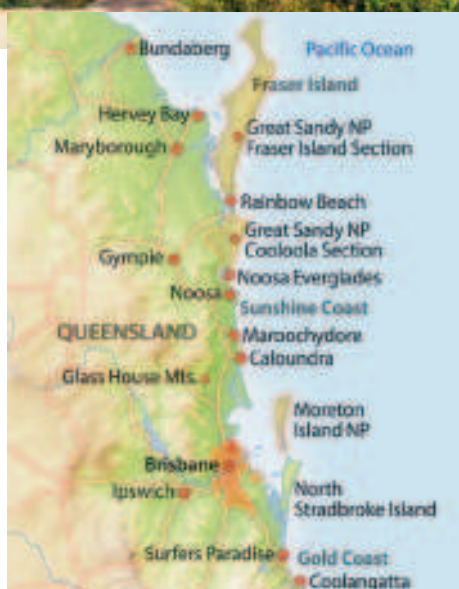 Bundaberg
Pacific Ocean
Fraser Island
Hervey Bay
Great Sandy NP
Fraser Island Section
Maryborough
Rainbow Beach
Great Sandy NP
Cooloola Section
Gympie
Noosa Everglades
Noosa
Sunshine Coast
QUEENSLAND
Maroochydore
Caloundra
Glass House Mts.
Moreton
Island NP
Brisbane
Ipswich
North
Stradbroke Island
Surfers Paradise
Gold Coast
Coolangatta